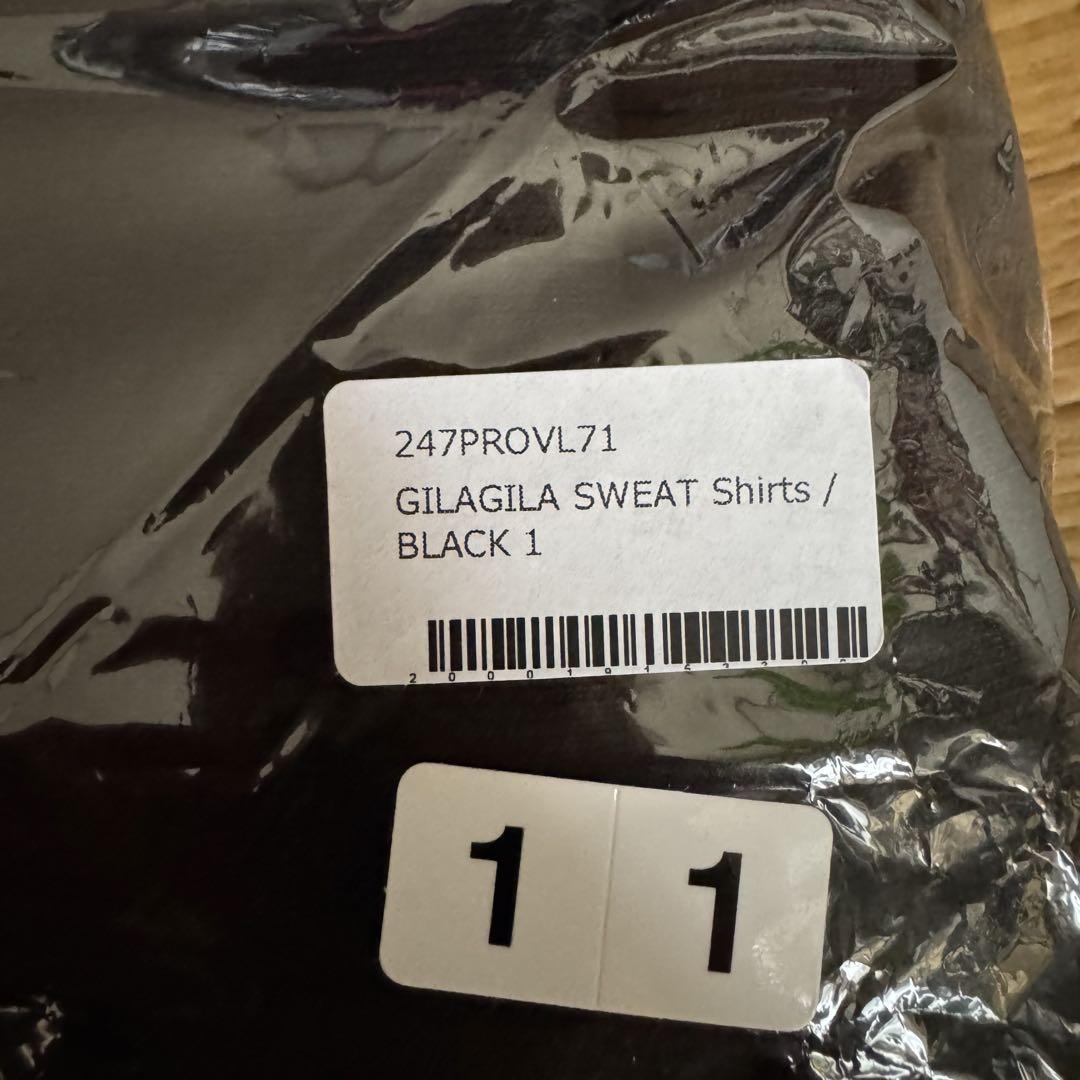 247PROVL71
GILAGILA SWEAT Shirts /
BLACK 1
1 1